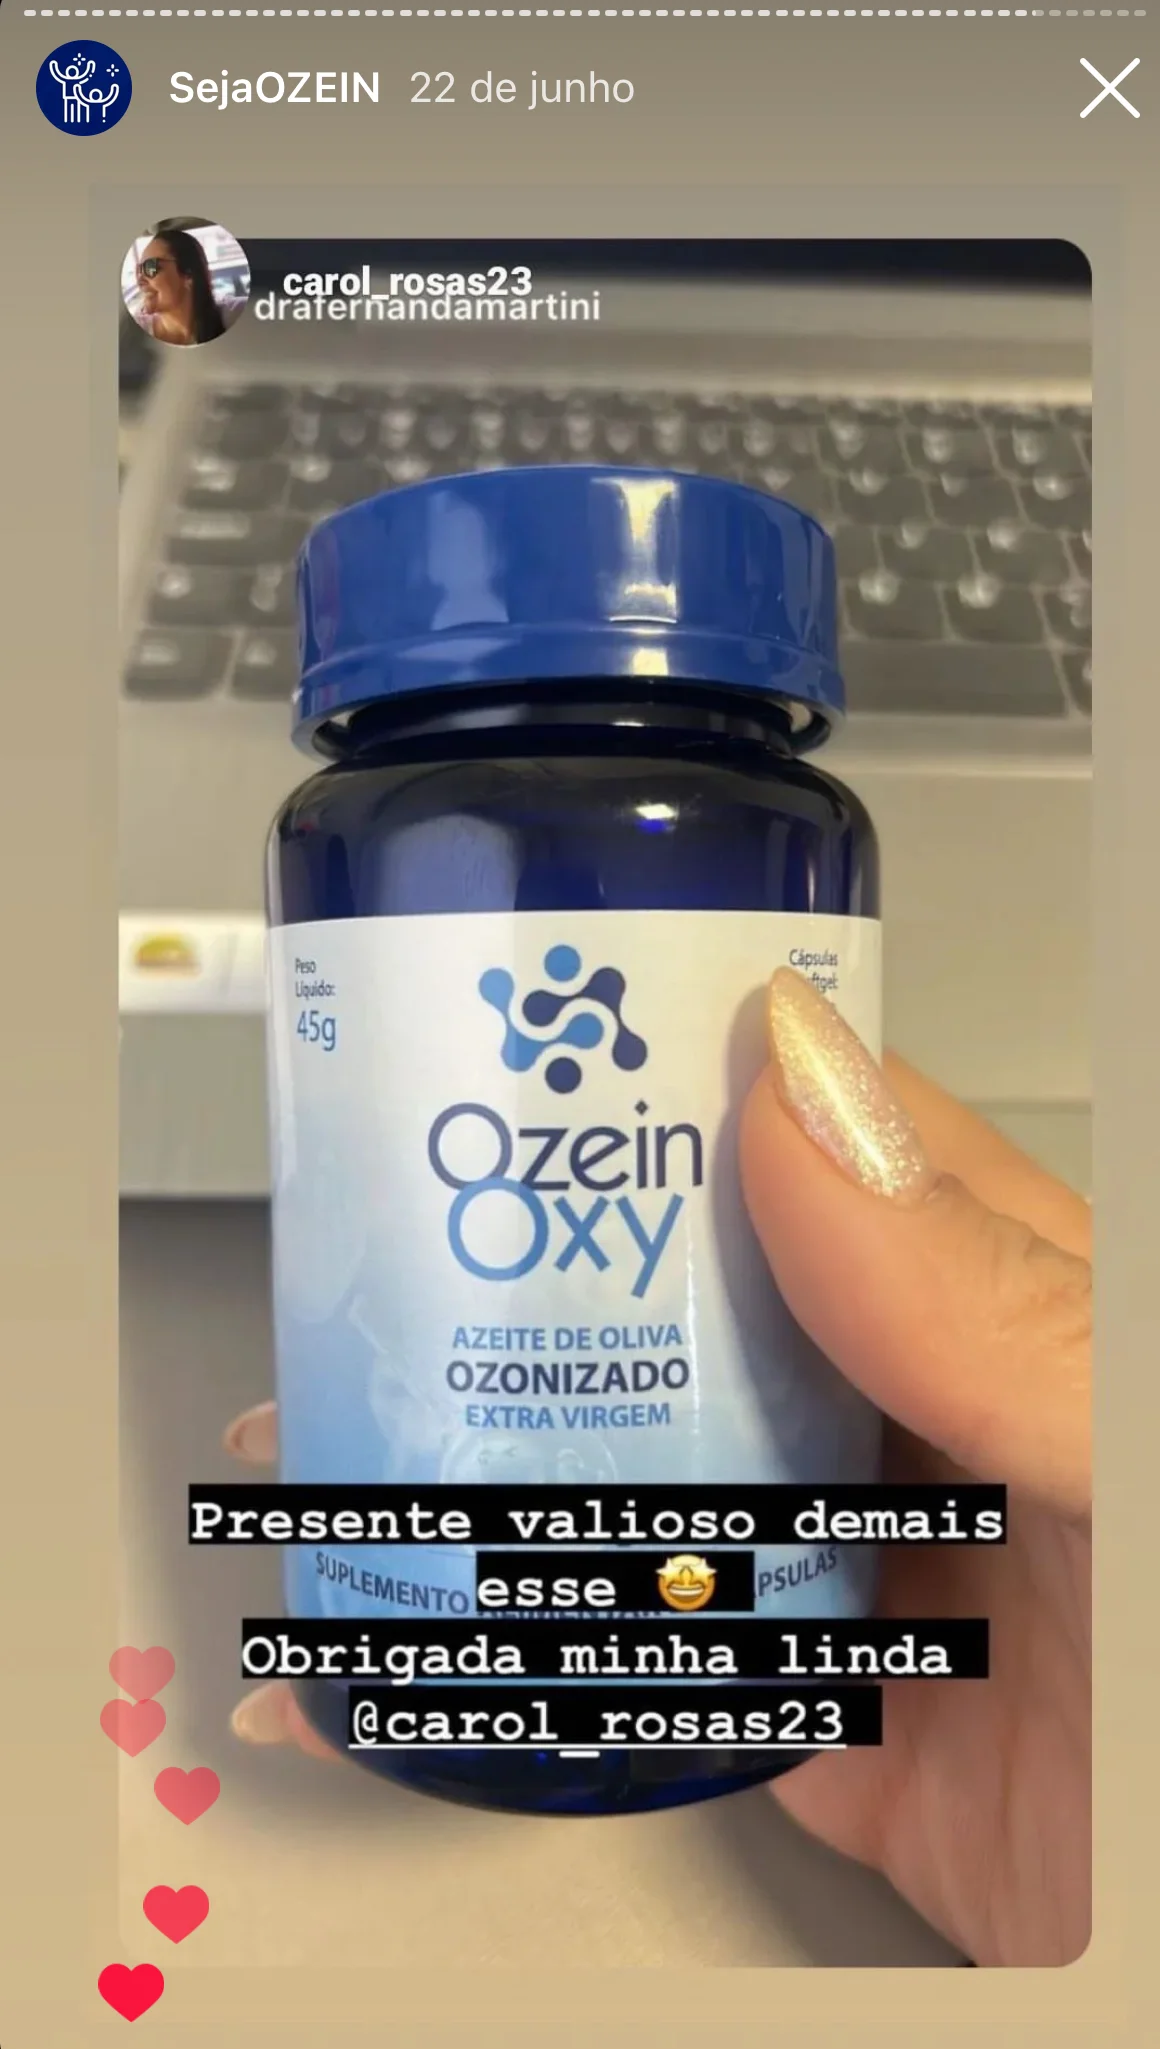 SejaOZEIN 22 de junho
carol_rosas23
drafernandamartini
Peso
Líquido:
45g
Cápsulas
Ozein
Oxy
AZEITE DE OLIVA
OZONIZADO
EXTRA VIRGEM
Presente valioso demais
esse 🤩
SUPLEMENTO
Obrigada minha linda
@carol_rosas23